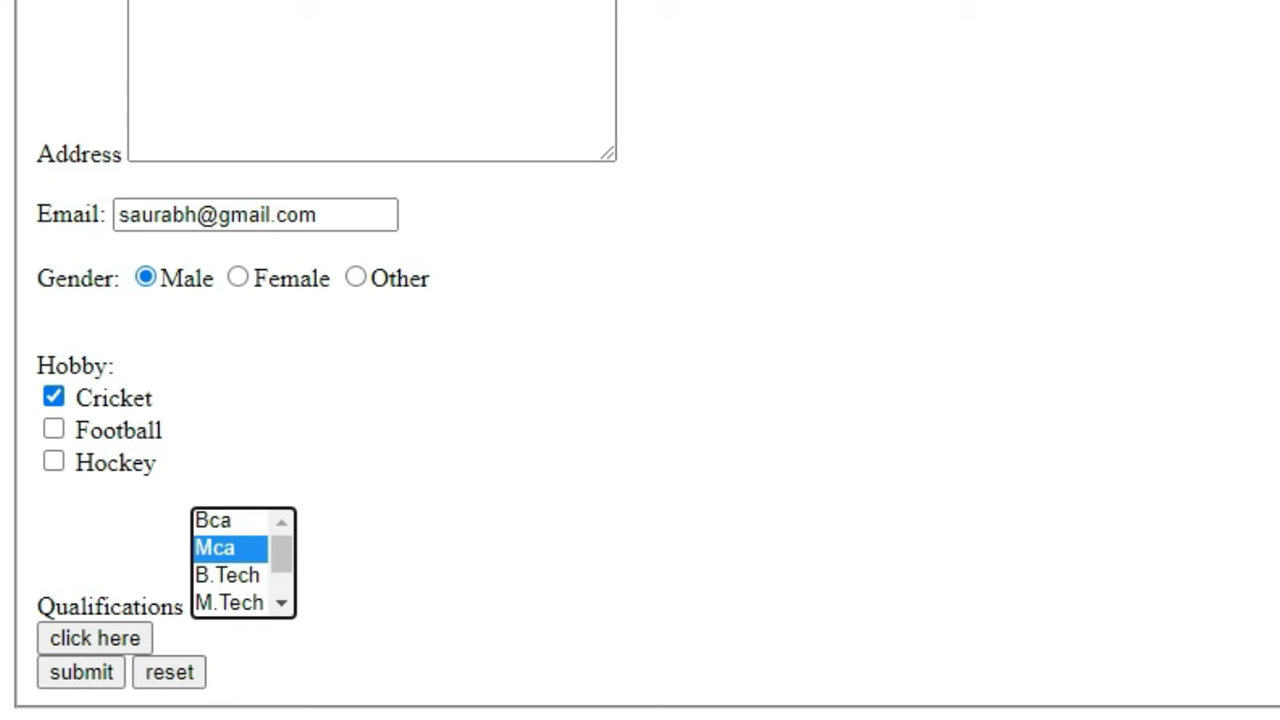 Address
Email: saurabh@gmail.com
Gender: Male Female Other
Hobby:
Cricket
Football
Hockey
Bca
Mca
B.Tech
M.Tech
Qualifications
click here
submit reset